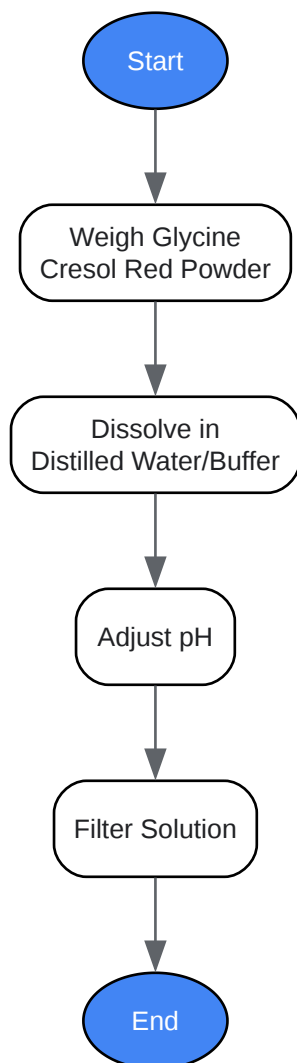 Start
Weigh Glycine
Cresol Red Powder
Dissolve in
Distilled Water/Buffer
Adjust pH
Filter Solution
End